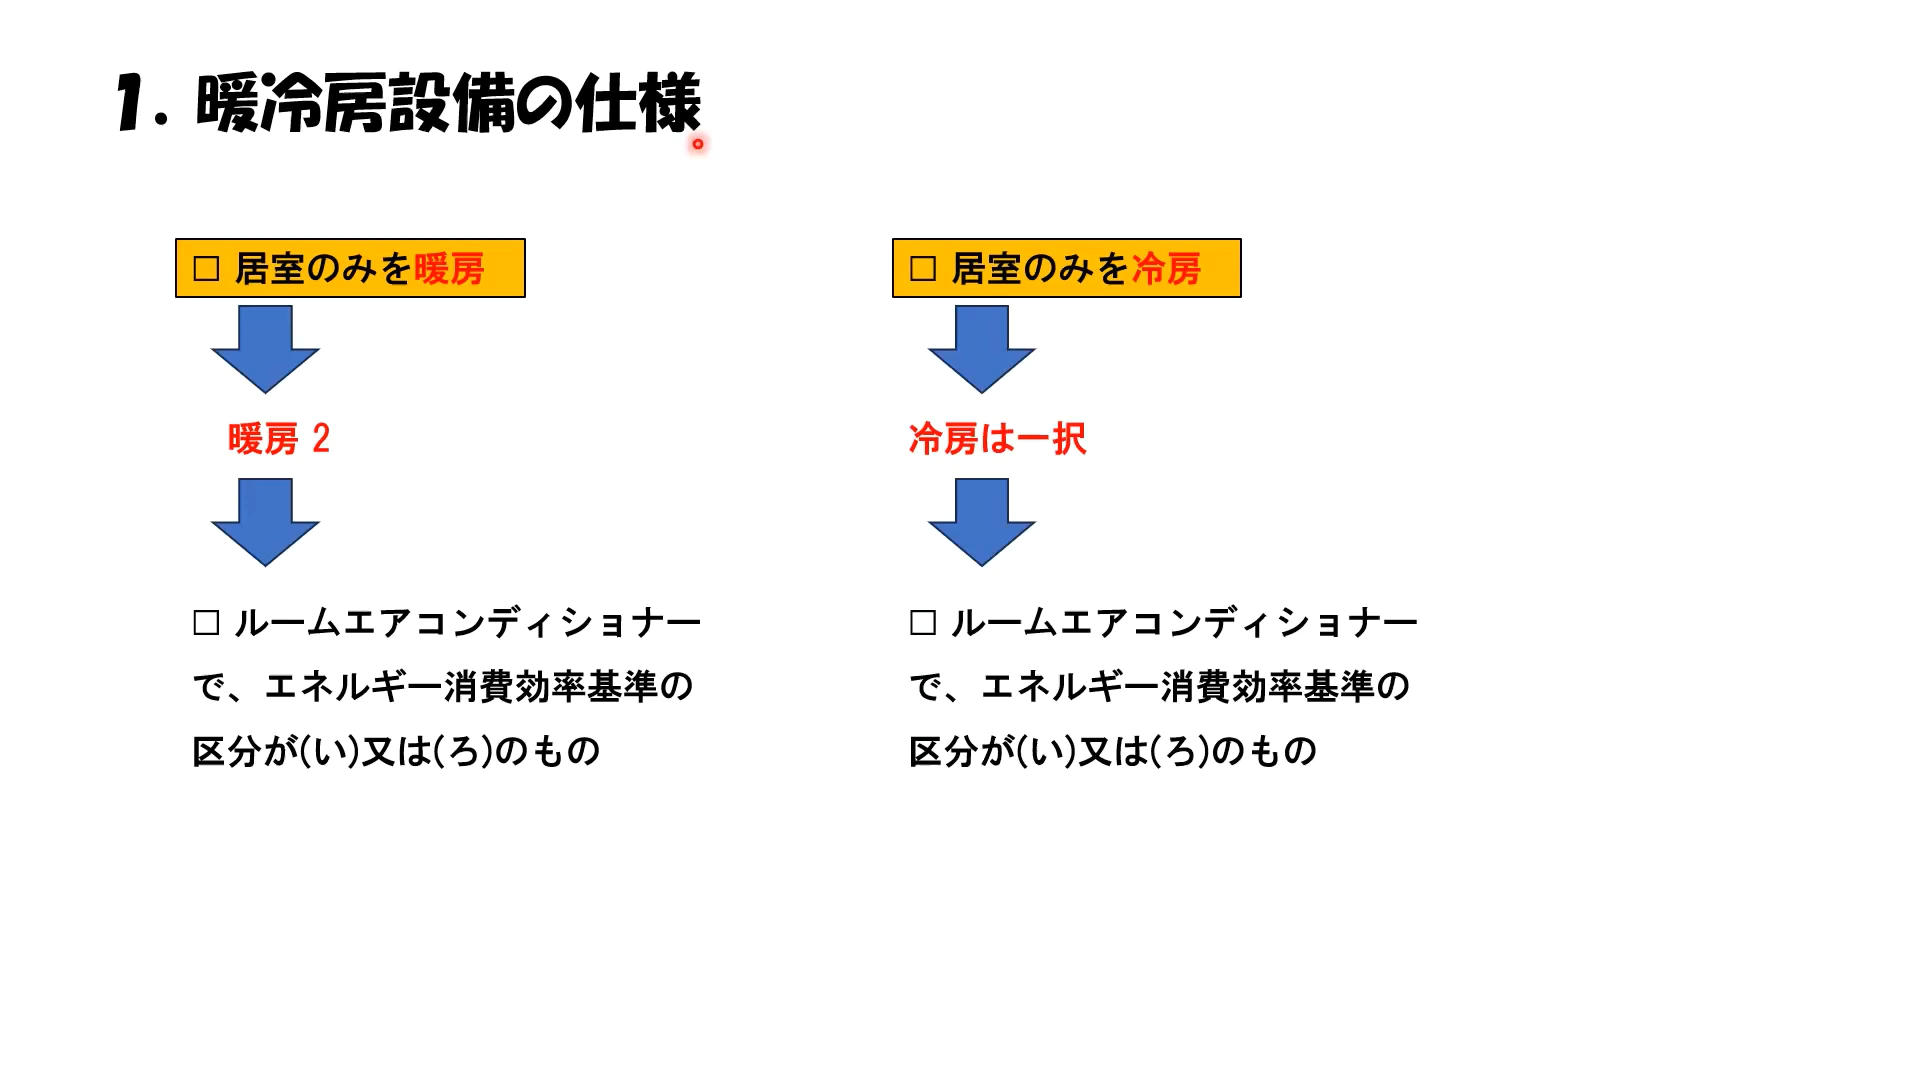 1. 暖冷房設備の仕様
□ 居室のみを暖房
暖房 2
□ ルームエアコンディショナー
で、エネルギー消費効率基準の
区分が(い)又は(ろ)のもの
□ 居室のみを冷房
冷房は一択
□ ルームエアコンディショナー
で、エネルギー消費効率基準の
区分が(い)又は(ろ)のもの